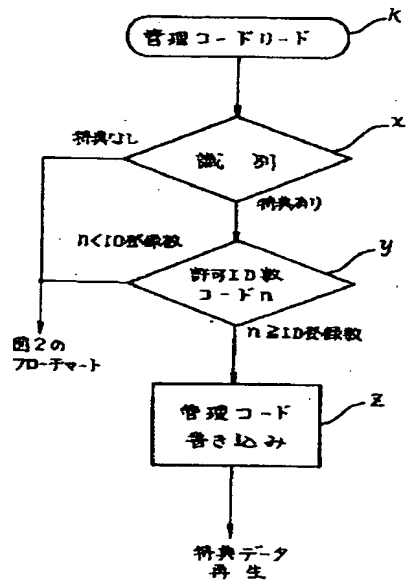 管理コードリード
K
x
特典なし
識別
特典あり
n<ID登録数
y
許可ID数
コードn
n≧ID登録数
図2の
フローチャート
z
管理コード
書き込み
特典データ
再生